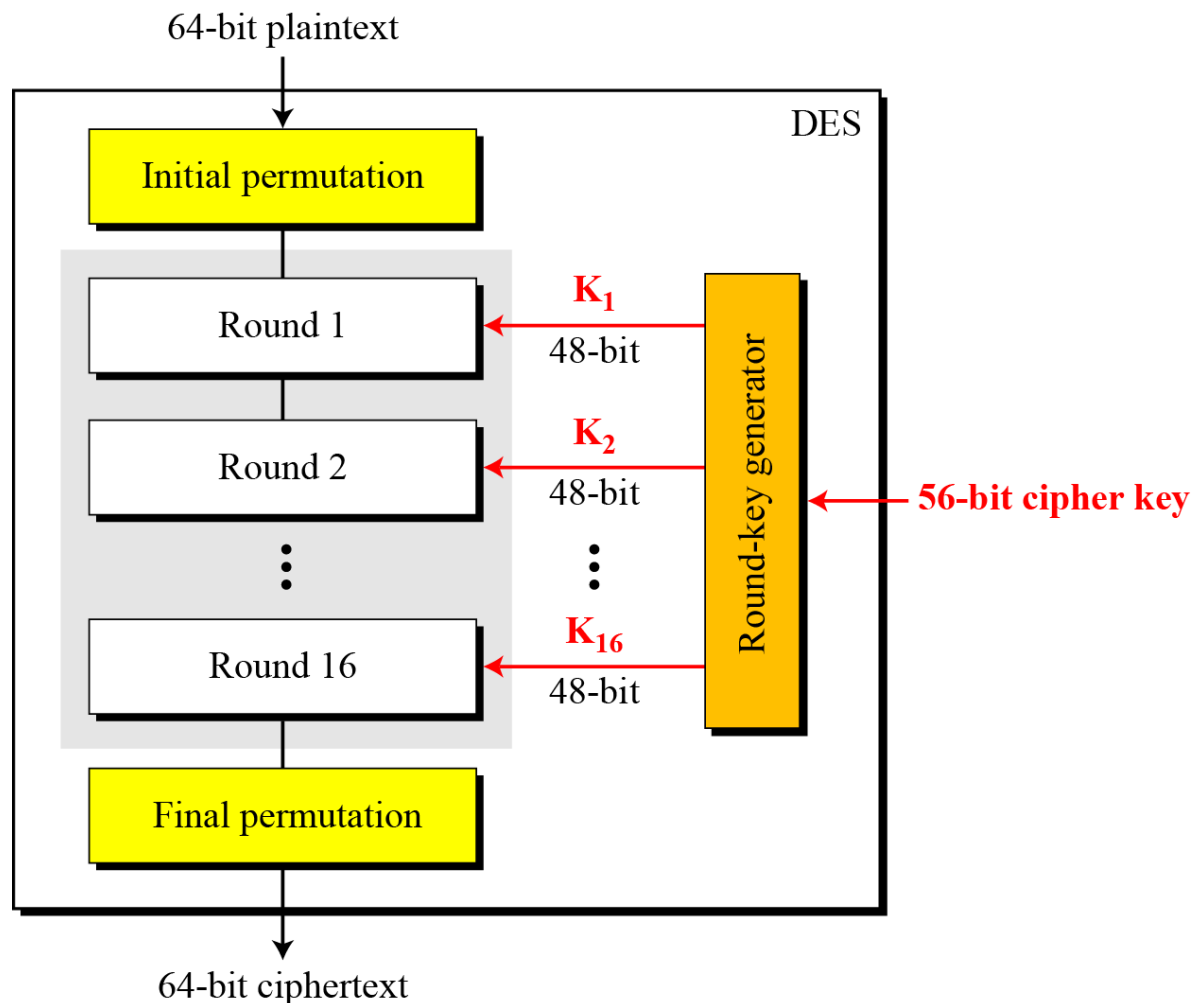 64-bit plaintext
DES
Initial permutation
K1
Round 1
48-bit
K2
Round 2
48-bit
Round-key generator
56-bit cipher key
K16
Round 16
48-bit
Final permutation
64-bit ciphertext